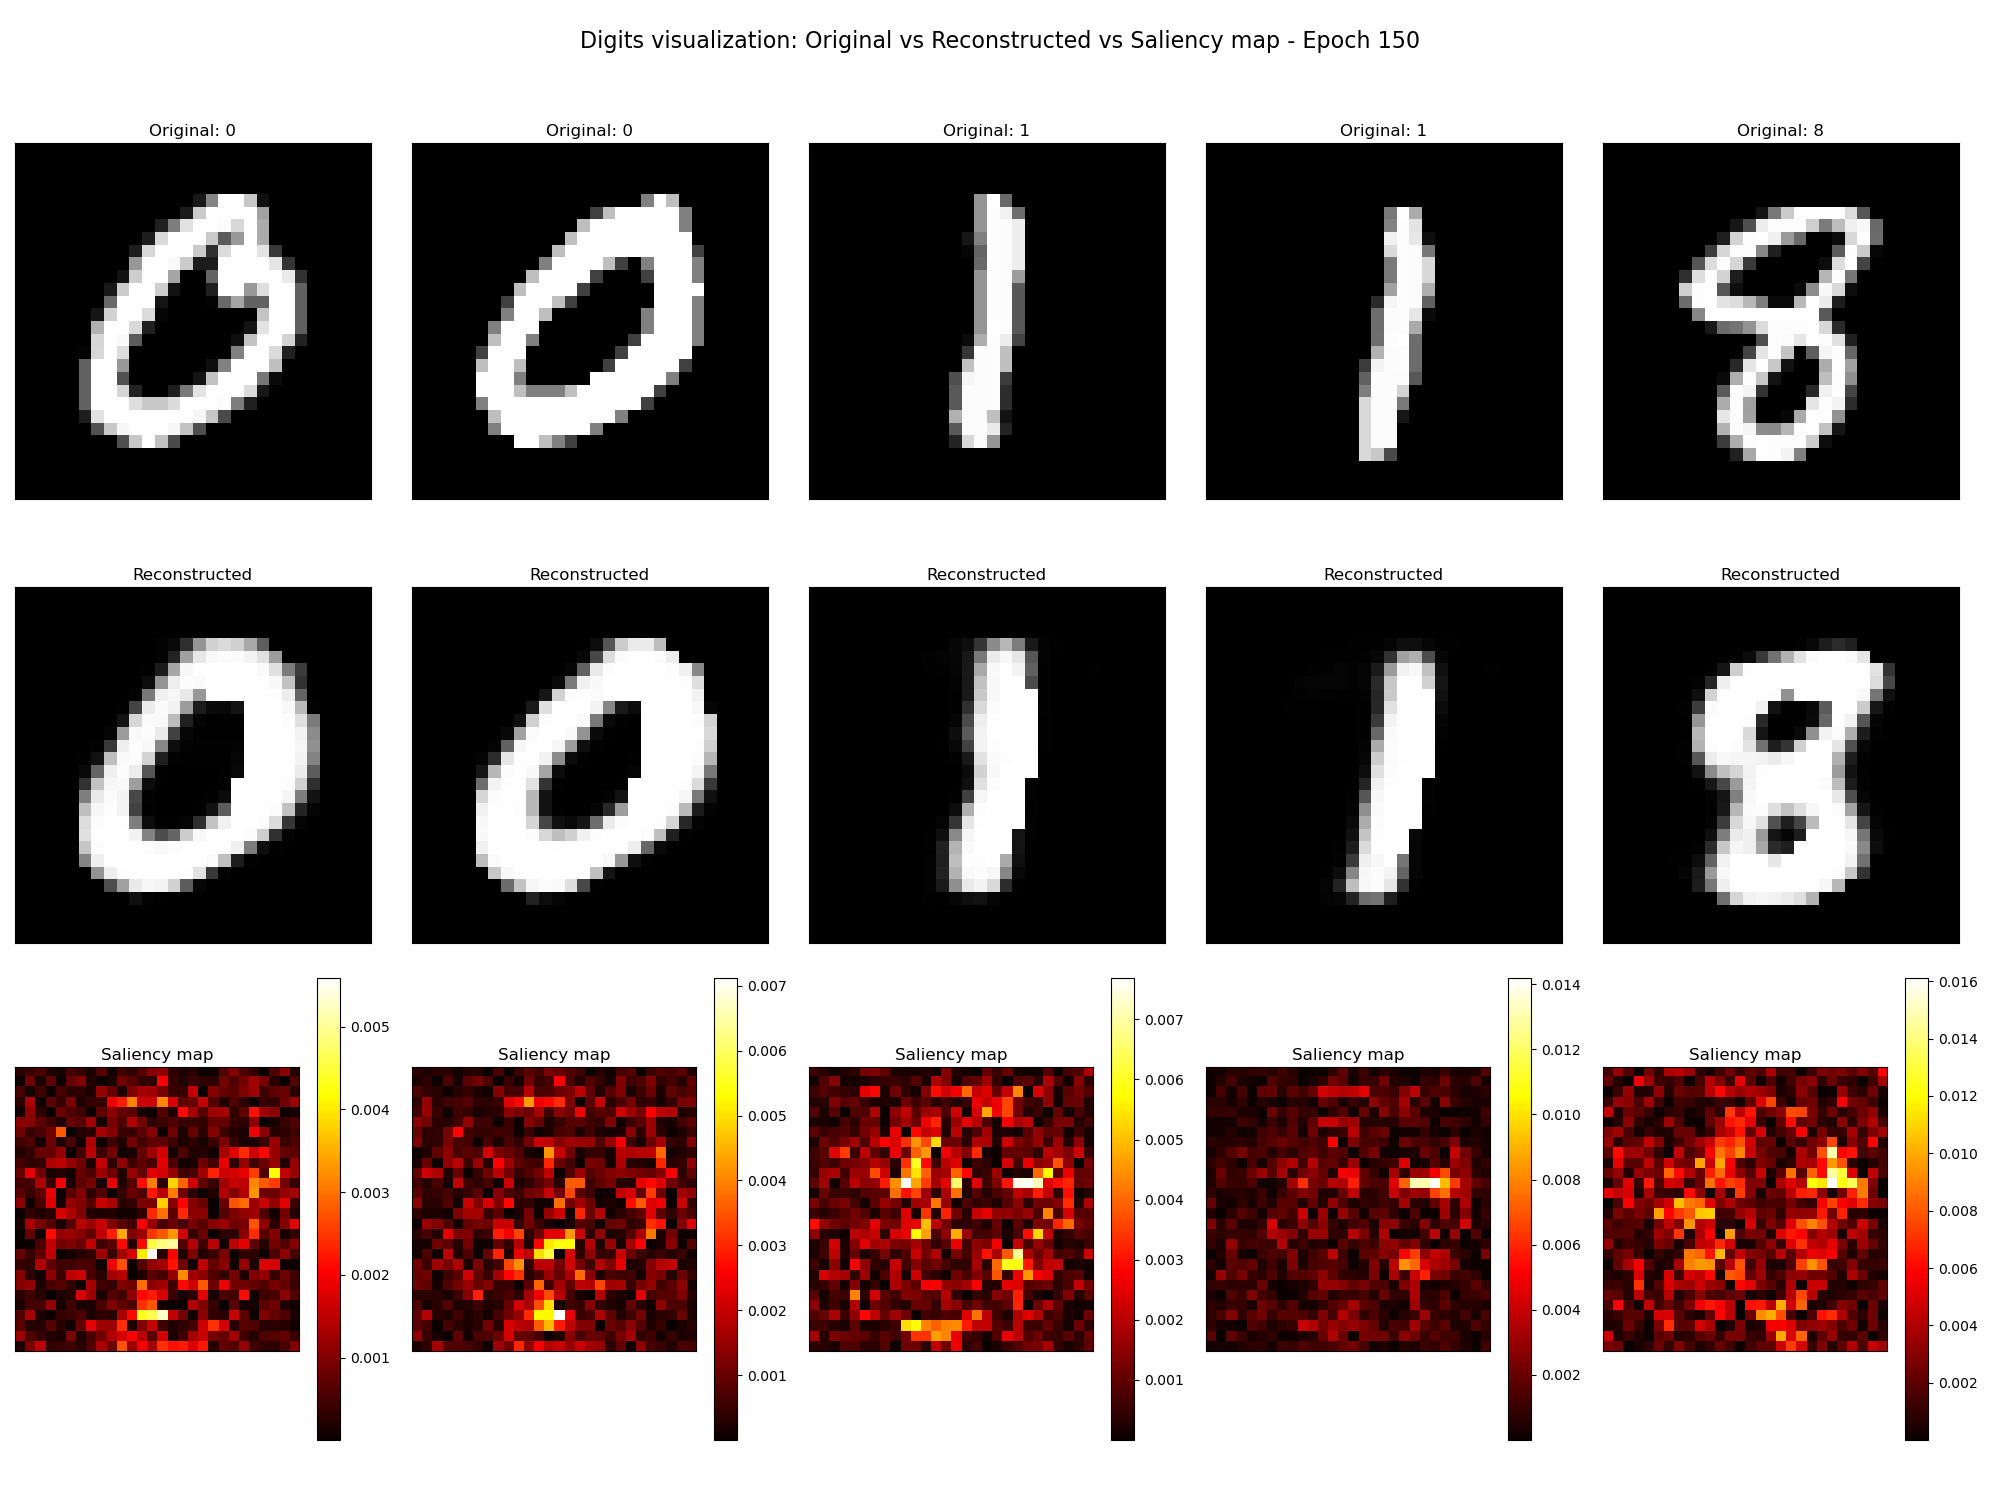 Digits visualization: Original vs Reconstructed vs Saliency map - Epoch 150
Original: 0
Original: 0
Original: 1
Original: 1
Original: 8
Reconstructed
Reconstructed
Reconstructed
Reconstructed
Reconstructed
Saliency map
0.005
0.004
0.003
0.002
0.001
Saliency map
0.007
0.006
0.005
0.004
0.003
0.002
0.001
Saliency map
0.007
0.006
0.005
0.004
0.003
0.002
0.001
Saliency map
0.014
0.012
0.010
0.008
0.006
0.004
0.002
Saliency map
0.016
0.014
0.012
0.010
0.008
0.006
0.004
0.002